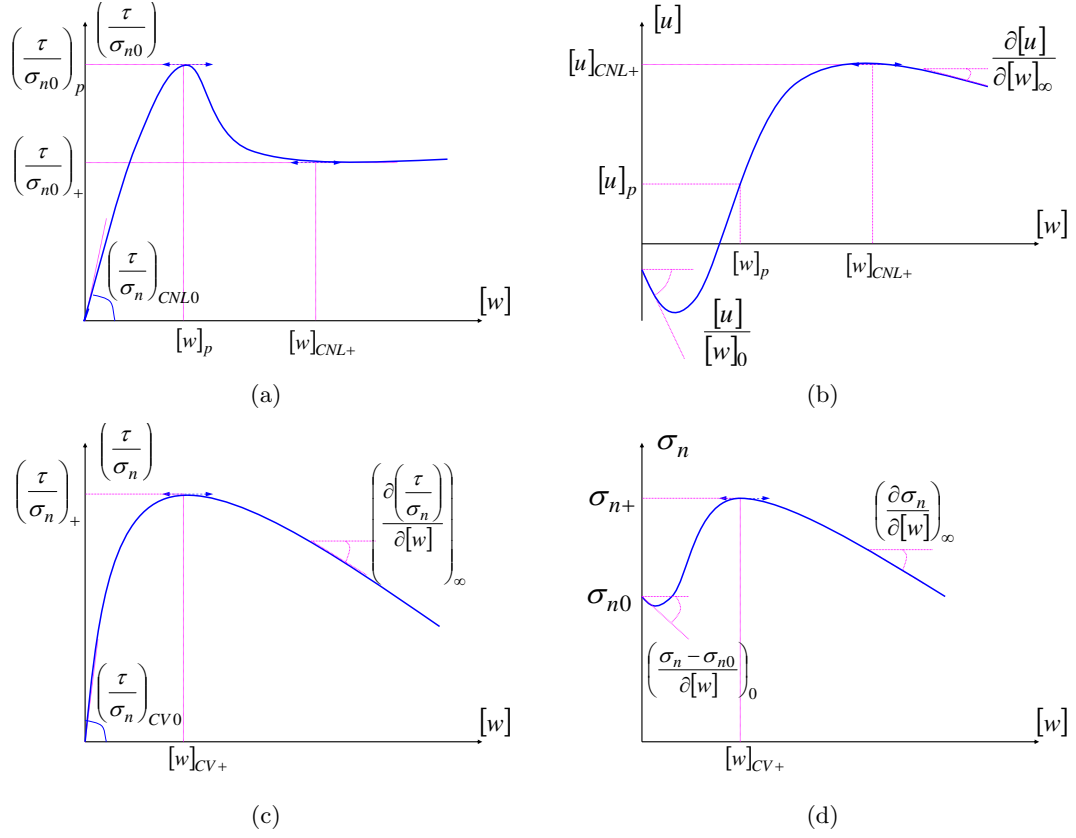 (τ/σn0)
(τ/σn0)p
(τ/σn0)+
(τ/σn)CNL0
[w]
[w]p
[w]CNL+
(a)
[u]
[u]CNL+
∂[u]/∂[w]∞
[u]p
[w]
[w]p
[w]CNL+
[u]/[w]0
(b)
(τ/σn)
(τ/σn)+
(∂(τ/σn)/∂[w])∞
(τ/σn)CV0
[w]
[w]CV+
(c)
σn
σn+
(∂σn/∂[w])∞
σn0
((σn − σn0)/∂[w])0
[w]
[w]CV+
(d)